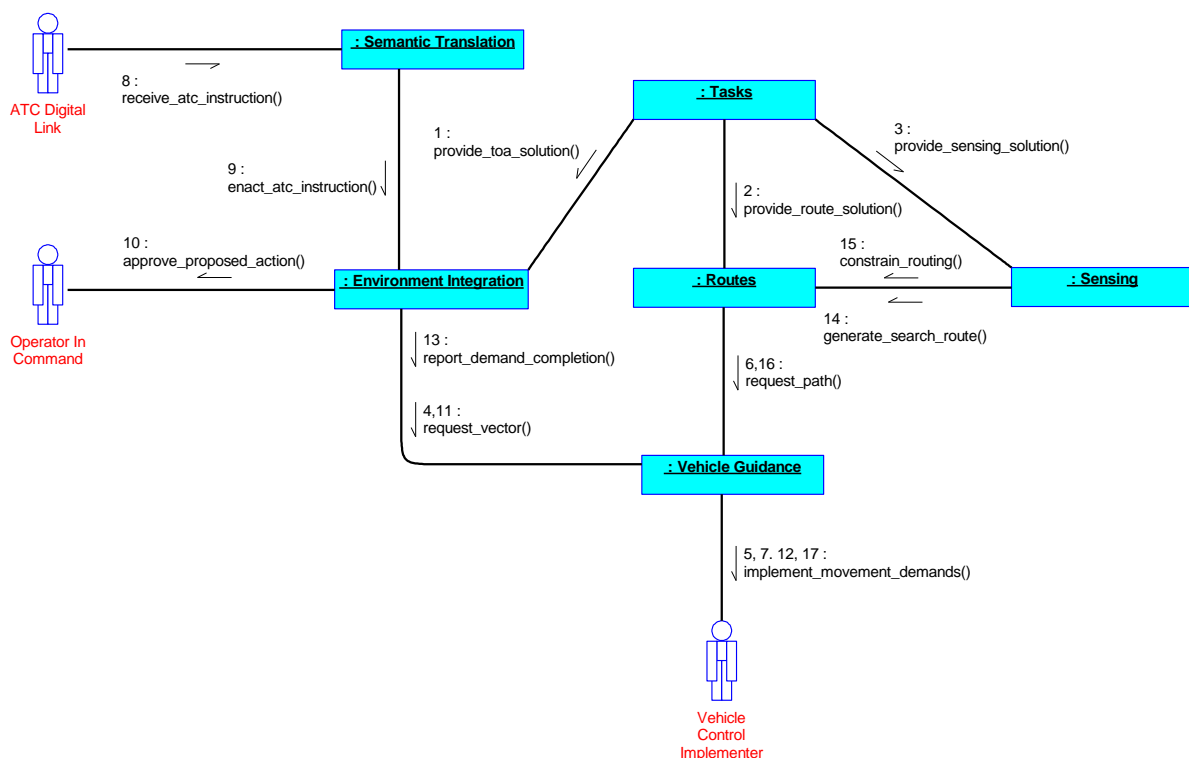 : Semantic Translation
8 :
receive_atc_instruction()
ATC Digital
Link
: Tasks
1 :
provide_toa_solution()
3 :
provide_sensing_solution()
9 :
enact_atc_instruction()
2 :
provide_route_solution()
10 :
approve_proposed_action()
15 :
constrain_routing()
: Environment Integration
: Routes
: Sensing
Operator In
Command
14 :
generate_search_route()
13 :
report_demand_completion()
6,16 :
request_path()
4,11 :
request_vector()
: Vehicle Guidance
5, 7. 12, 17 :
implement_movement_demands()
Vehicle
Control
Implementer